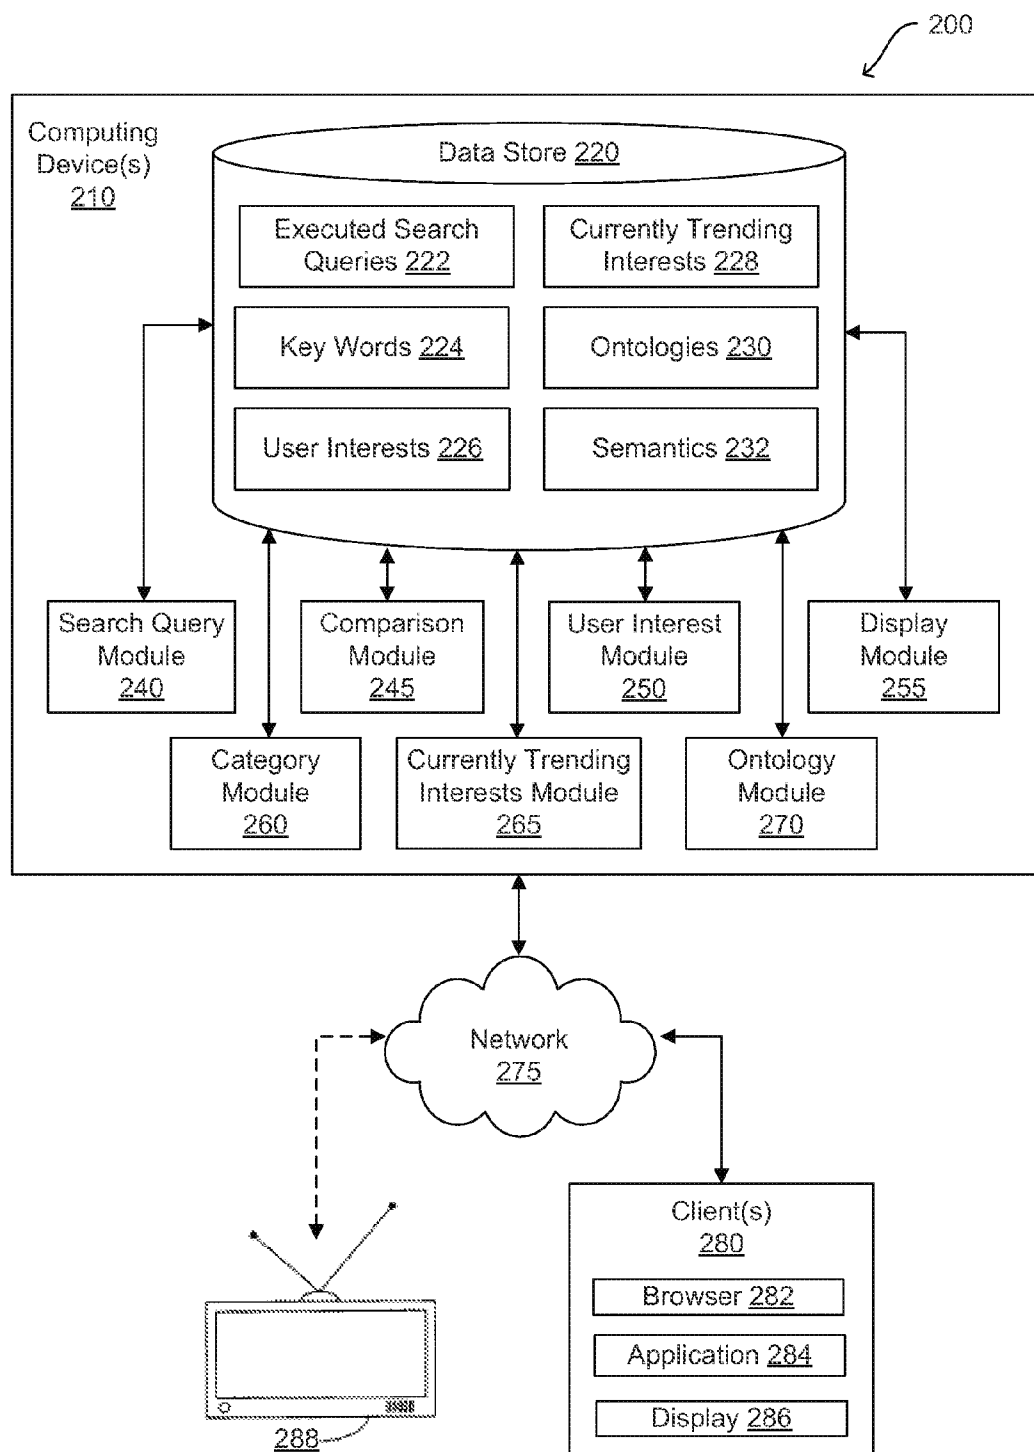 200
Computing
Device(s)
210
Data Store 220
Executed Search
Queries 222
Currently Trending
Interests 228
Key Words 224
Ontologies 230
User Interests 226
Semantics 232
Search Query
Module
240
Comparison
Module
245
User Interest
Module
250
Display
Module
255
Category
Module
260
Currently Trending
Interests Module
265
Ontology
Module
270
Network
275
Client(s)
280
Browser 282
Application 284
Display 286
288